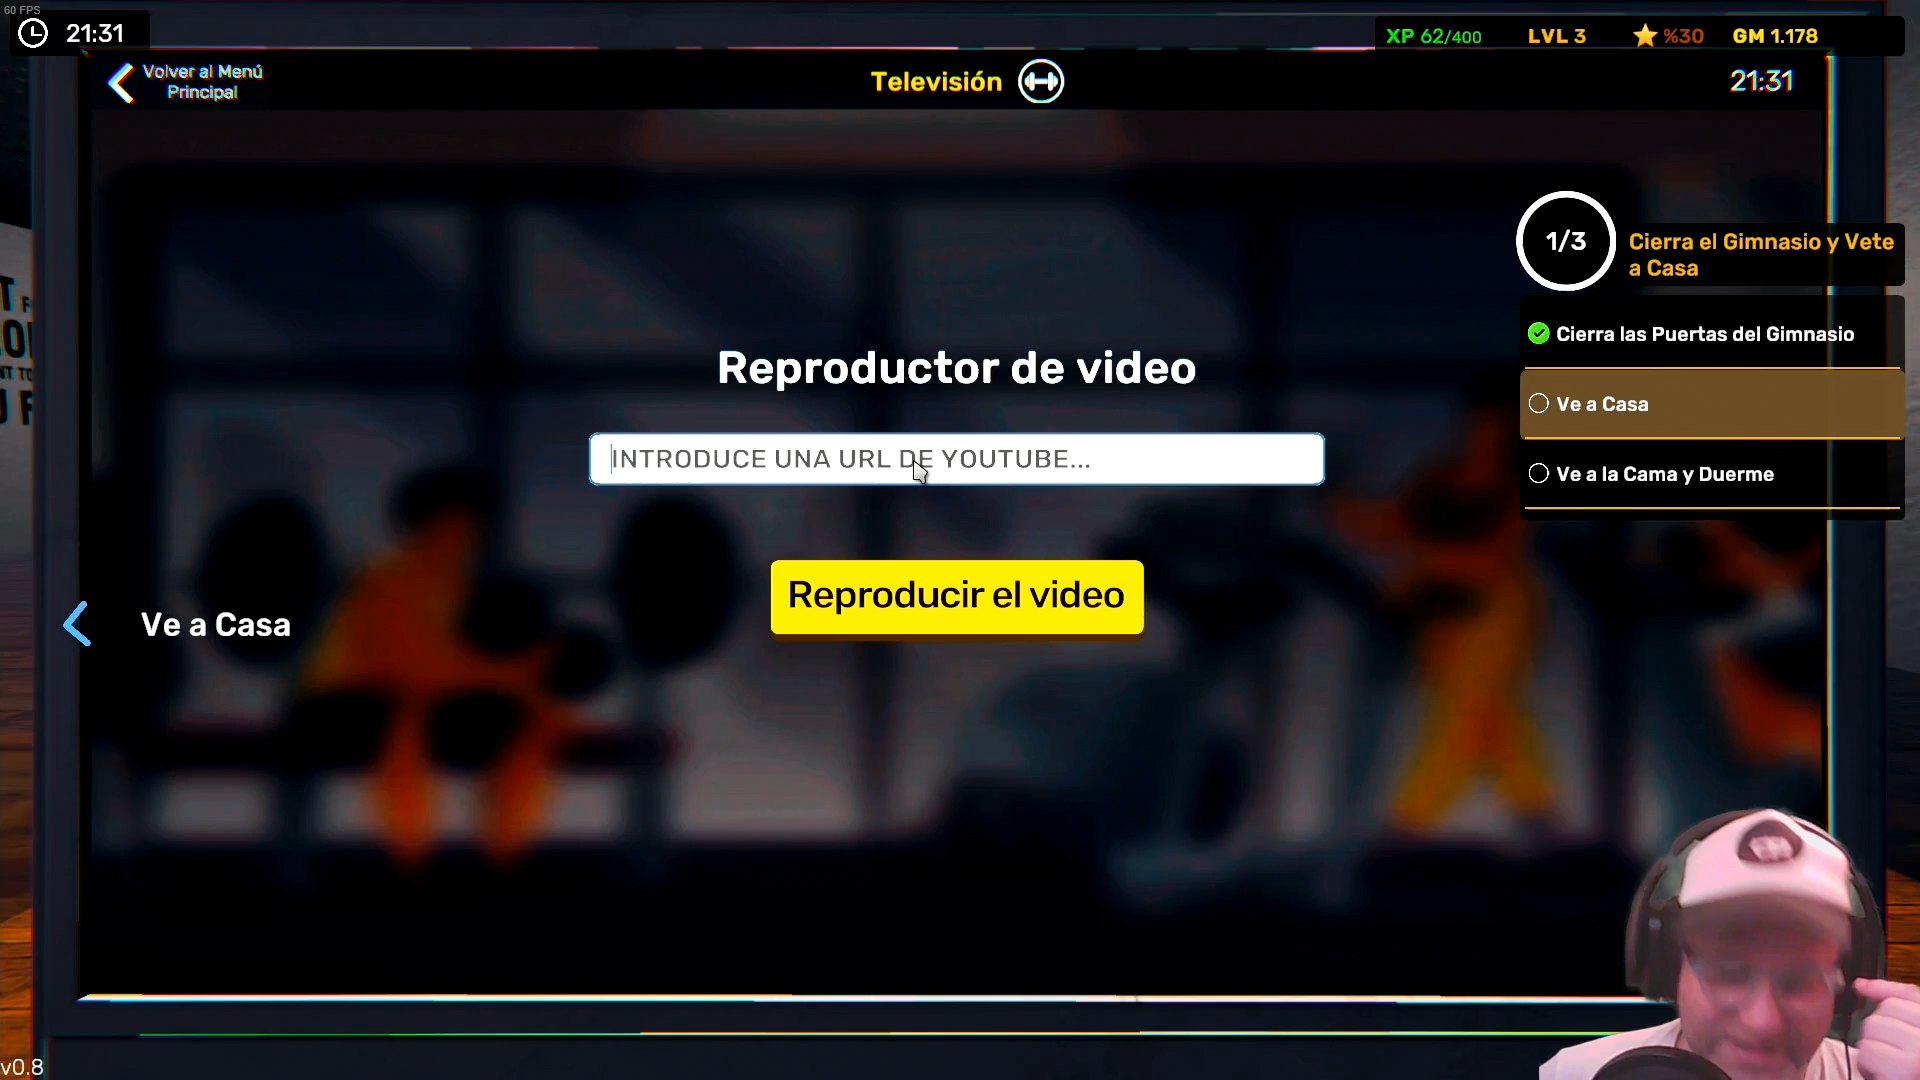 60 FPS
21:31
XP 62/400
LVL 3
%30
GM 1.178
Volver al Menú
Principal
Televisión
21:31
1/3
Cierra el Gimnasio y Vete
a Casa
Cierra las Puertas del Gimnasio
Ve a Casa
Ve a la Cama y Duerme
Reproductor de video
INTRODUCE UNA URL DE YOUTUBE...
Reproducir el video
Ve a Casa
v0.8